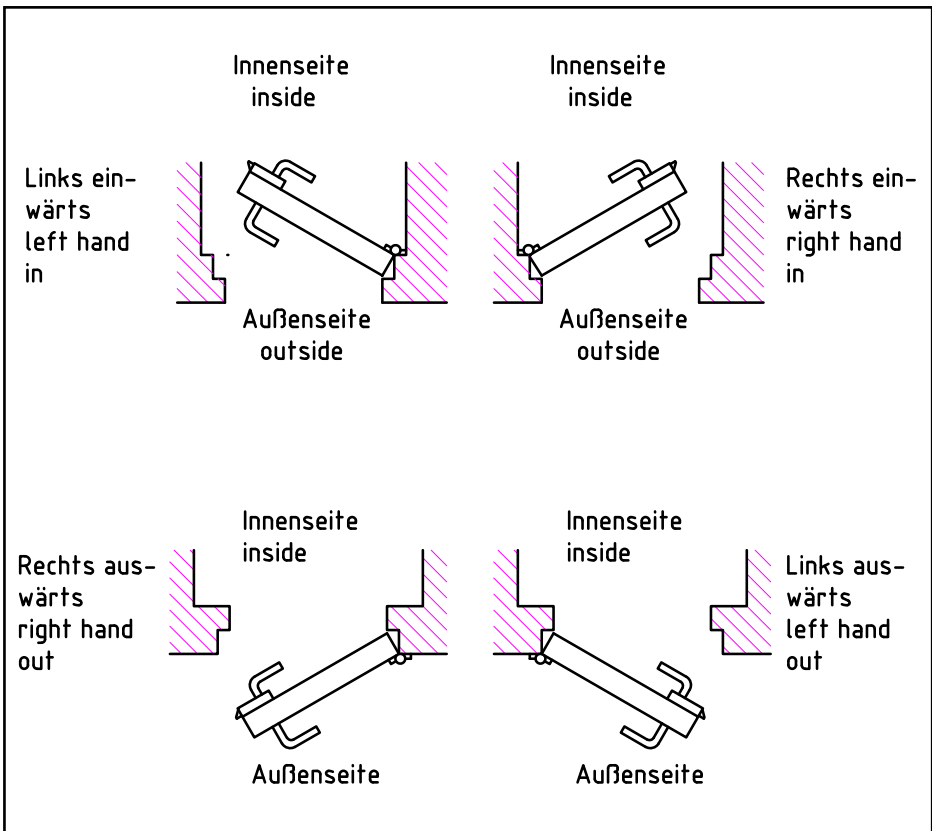 Innenseite
inside
Innenseite
inside
Links ein-
wärts
left hand
in
Rechts ein-
wärts
right hand
in
Außenseite
outside
Außenseite
outside
Innenseite
inside
Innenseite
inside
Rechts aus-
wärts
right hand
out
Links aus-
wärts
left hand
out
Außenseite
Außenseite